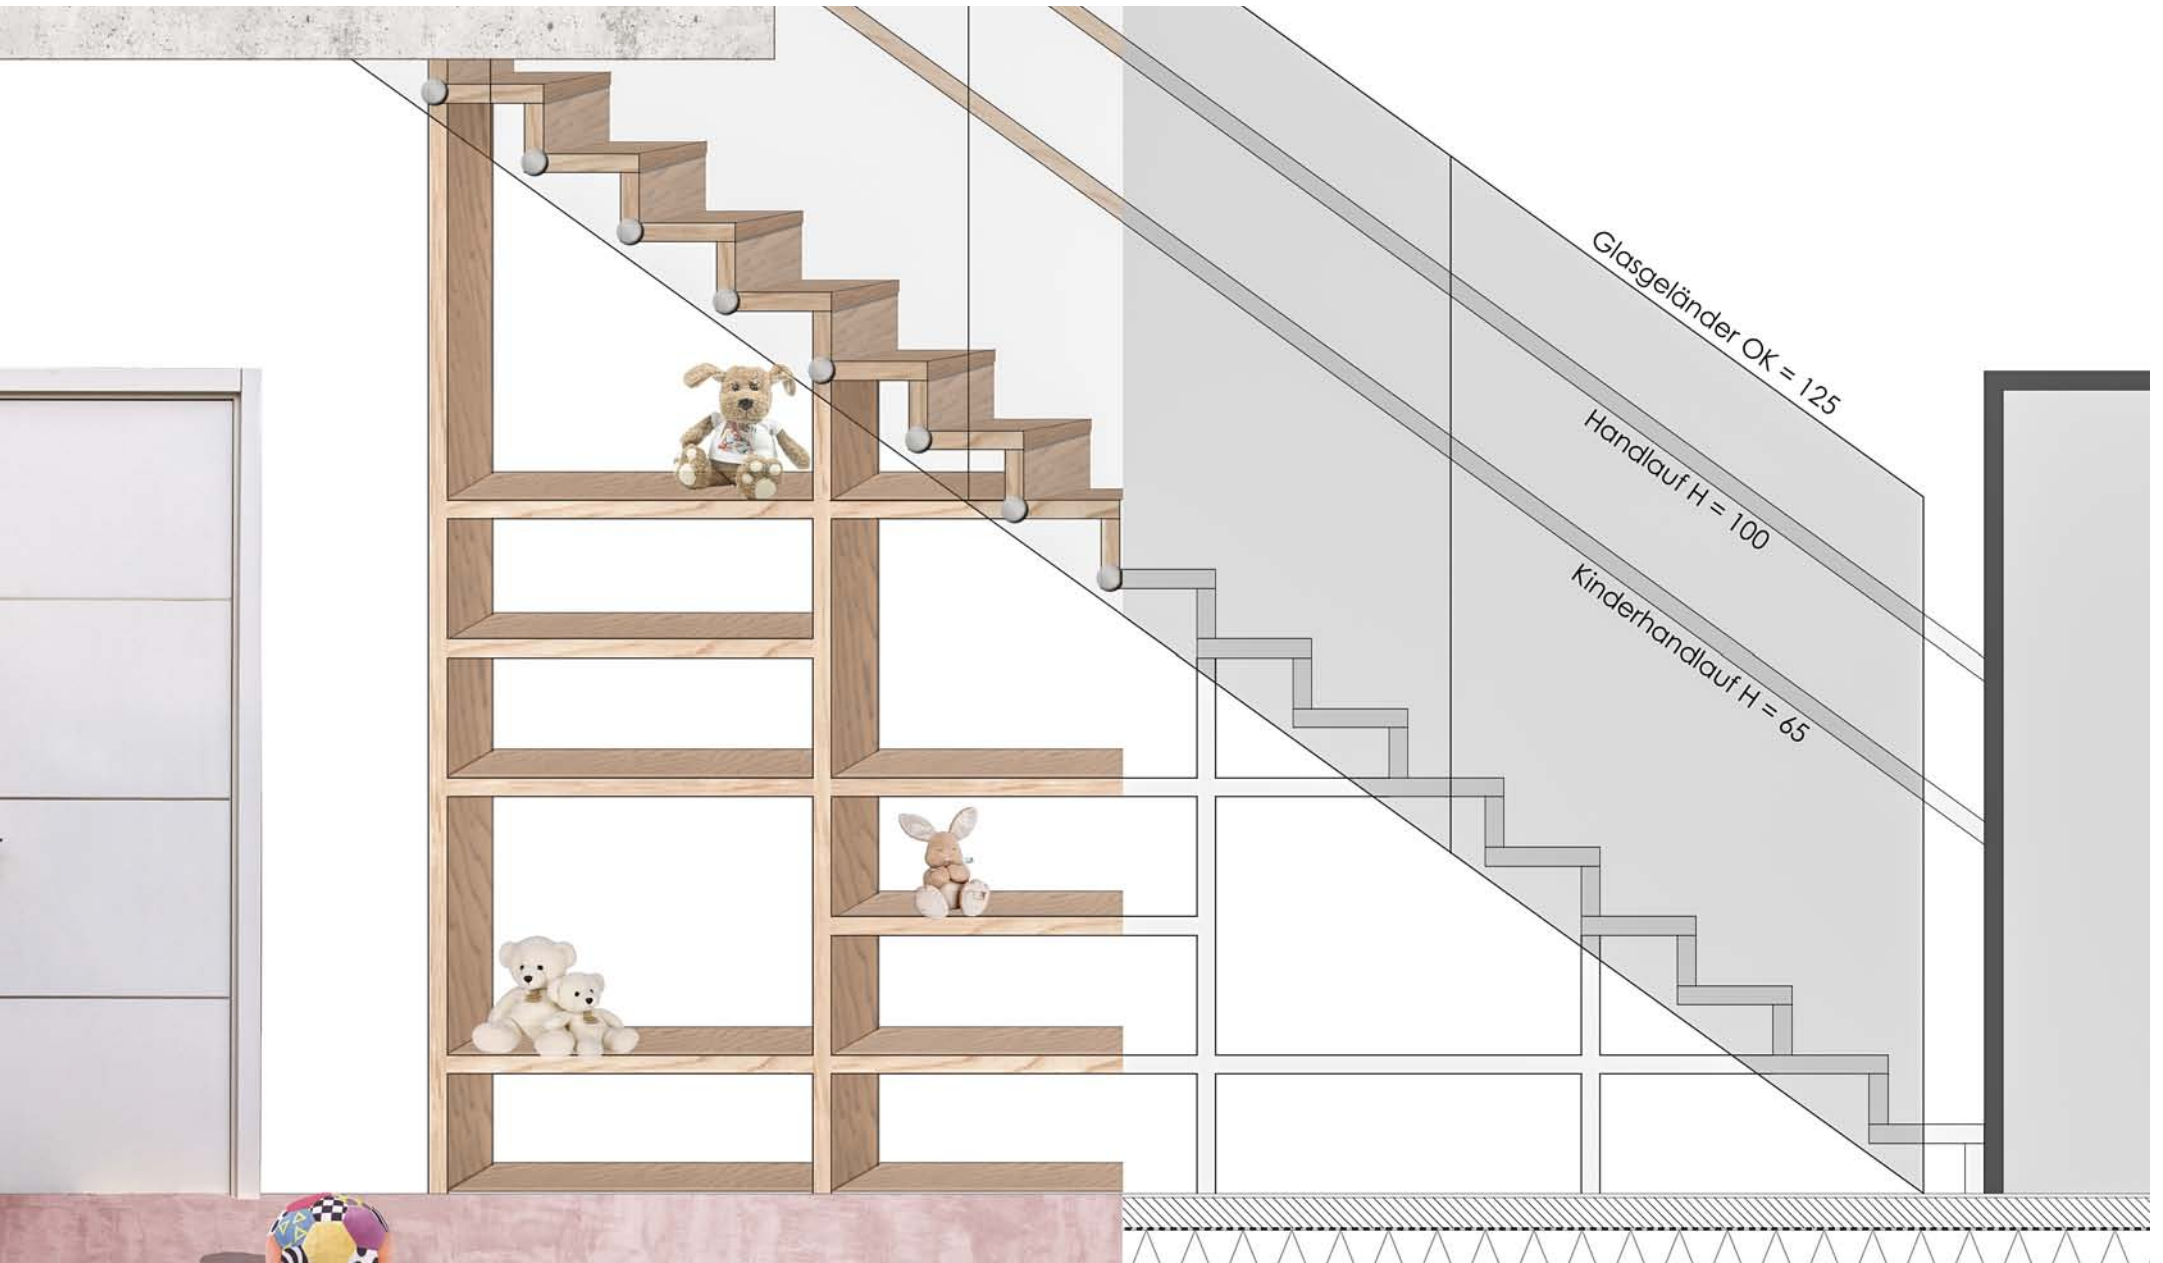 Glasgeländer OK = 125
Handlauf H = 100
Kinderhandlauf H = 65